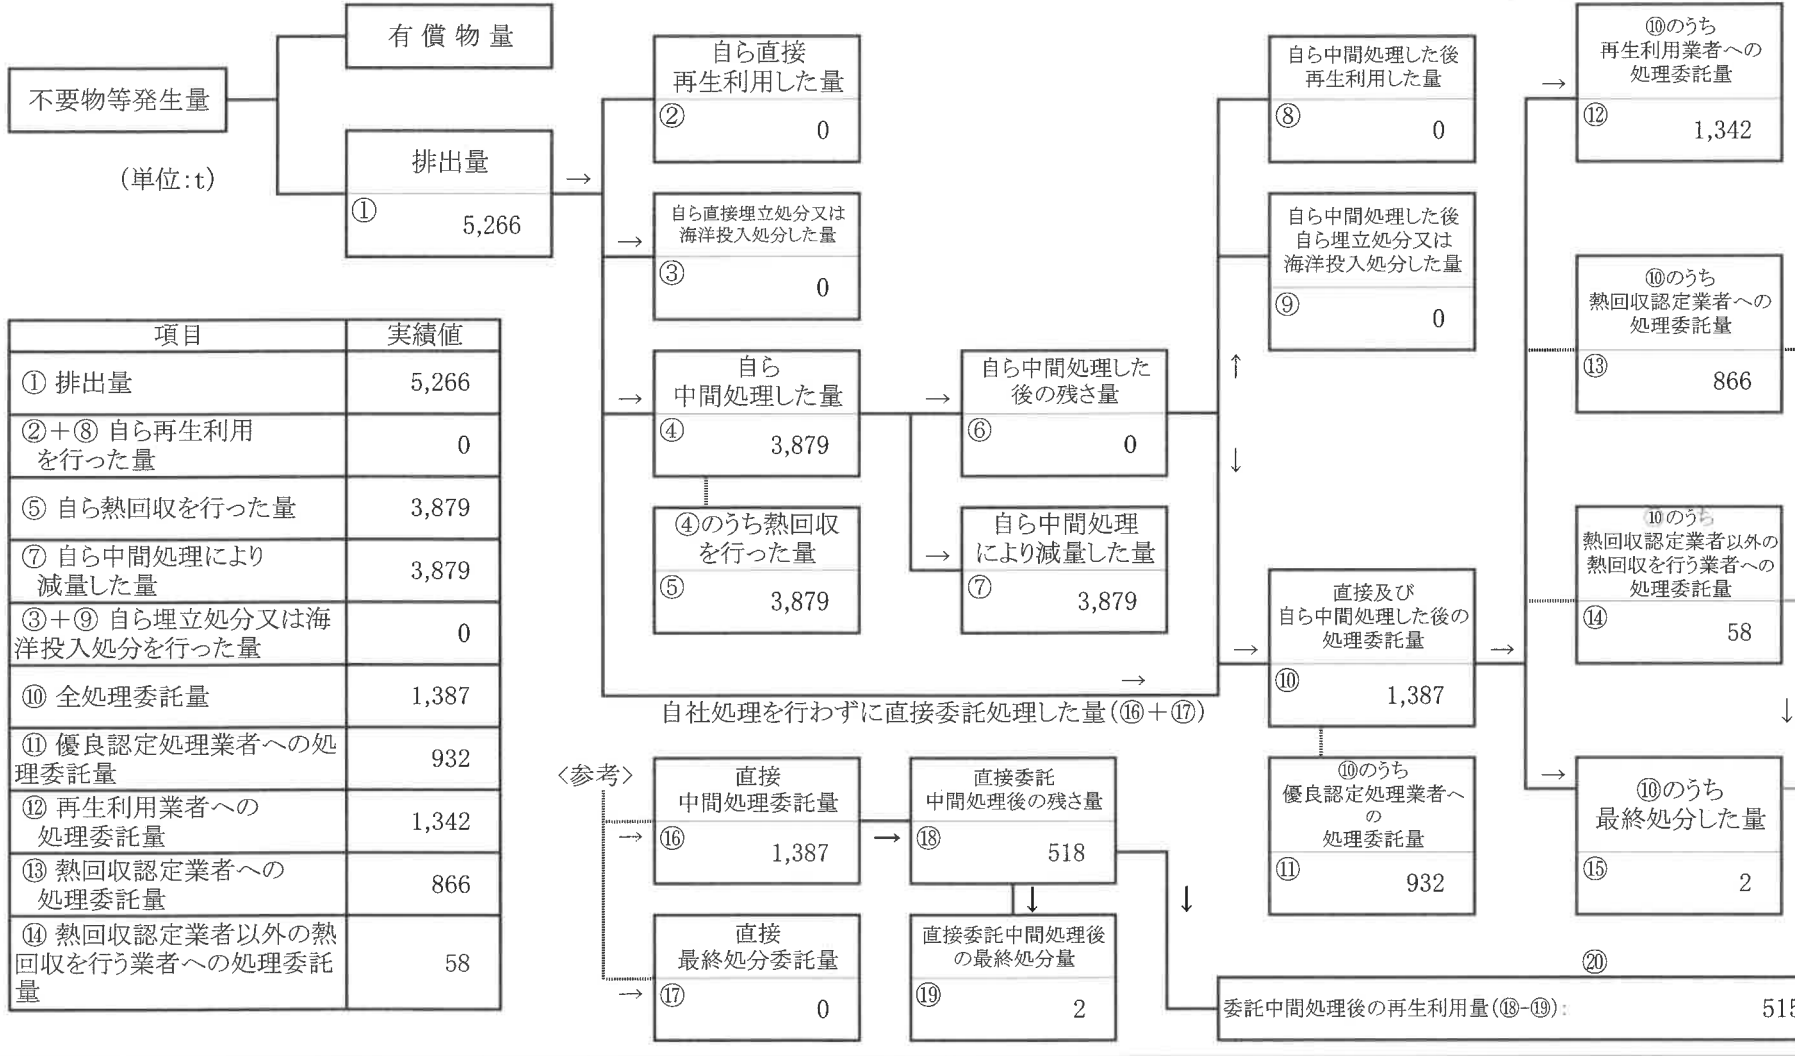 不要物等発生量
(単位:t)
有償物量
排出量
①
5,266
→
自ら直接
再生利用した量
②
0
→
自ら直接埋立処分又は
海洋投入処分した量
③
0
→
自ら
中間処理した量
④
3,879
④のうち熱回収
を行った量
⑤
3,879
→
自ら中間処理した
後の残さ量
⑥
0
→
自ら中間処理
により減量した量
⑦
3,879
↑
↓
自ら中間処理した後
再生利用した量
⑧
0
自ら中間処理した後
自ら埋立処分又は
海洋投入処分した量
⑨
0
→
自社処理を行わずに直接委託処理した量(⑯+⑰)
→
直接及び
自ら中間処理した後の
処理委託量
⑩
1,387
⑩のうち
優良認定処理業者へ
の
処理委託量
⑪
932
→
→
⑩のうち
再生利用業者への
処理委託量
⑫
1,342
⑩のうち
熱回収認定業者への
処理委託量
⑬
866
⑩のうち
熱回収認定業者以外の
熱回収を行う業者への
処理委託量
⑭
58
↓
→
⑩のうち
最終処分した量
⑮
2
項目 実績値
① 排出量 5,266
②+⑧ 自ら再生利用
を行った量
0
⑤ 自ら熱回収を行った量 3,879
⑦ 自ら中間処理により
減量した量
3,879
③+⑨ 自ら埋立処分又は海
洋投入処分を行った量
0
⑩ 全処理委託量 1,387
⑪ 優良認定処理業者への処
理委託量
932
⑫ 再生利用業者への
処理委託量
1,342
⑬ 熱回収認定業者への
処理委託量
866
⑭ 熱回収認定業者以外の熱
回収を行う業者への処理委託
量
58
<参考>
→
直接
中間処理委託量
⑯
1,387
→
直接
最終処分委託量
⑰
0
→
直接委託
中間処理後の残さ量
⑱
518
↓
直接委託中間処理後
の最終処分量
⑲
2
↓
⑳
委託中間処理後の再生利用量(⑱-⑲): 515